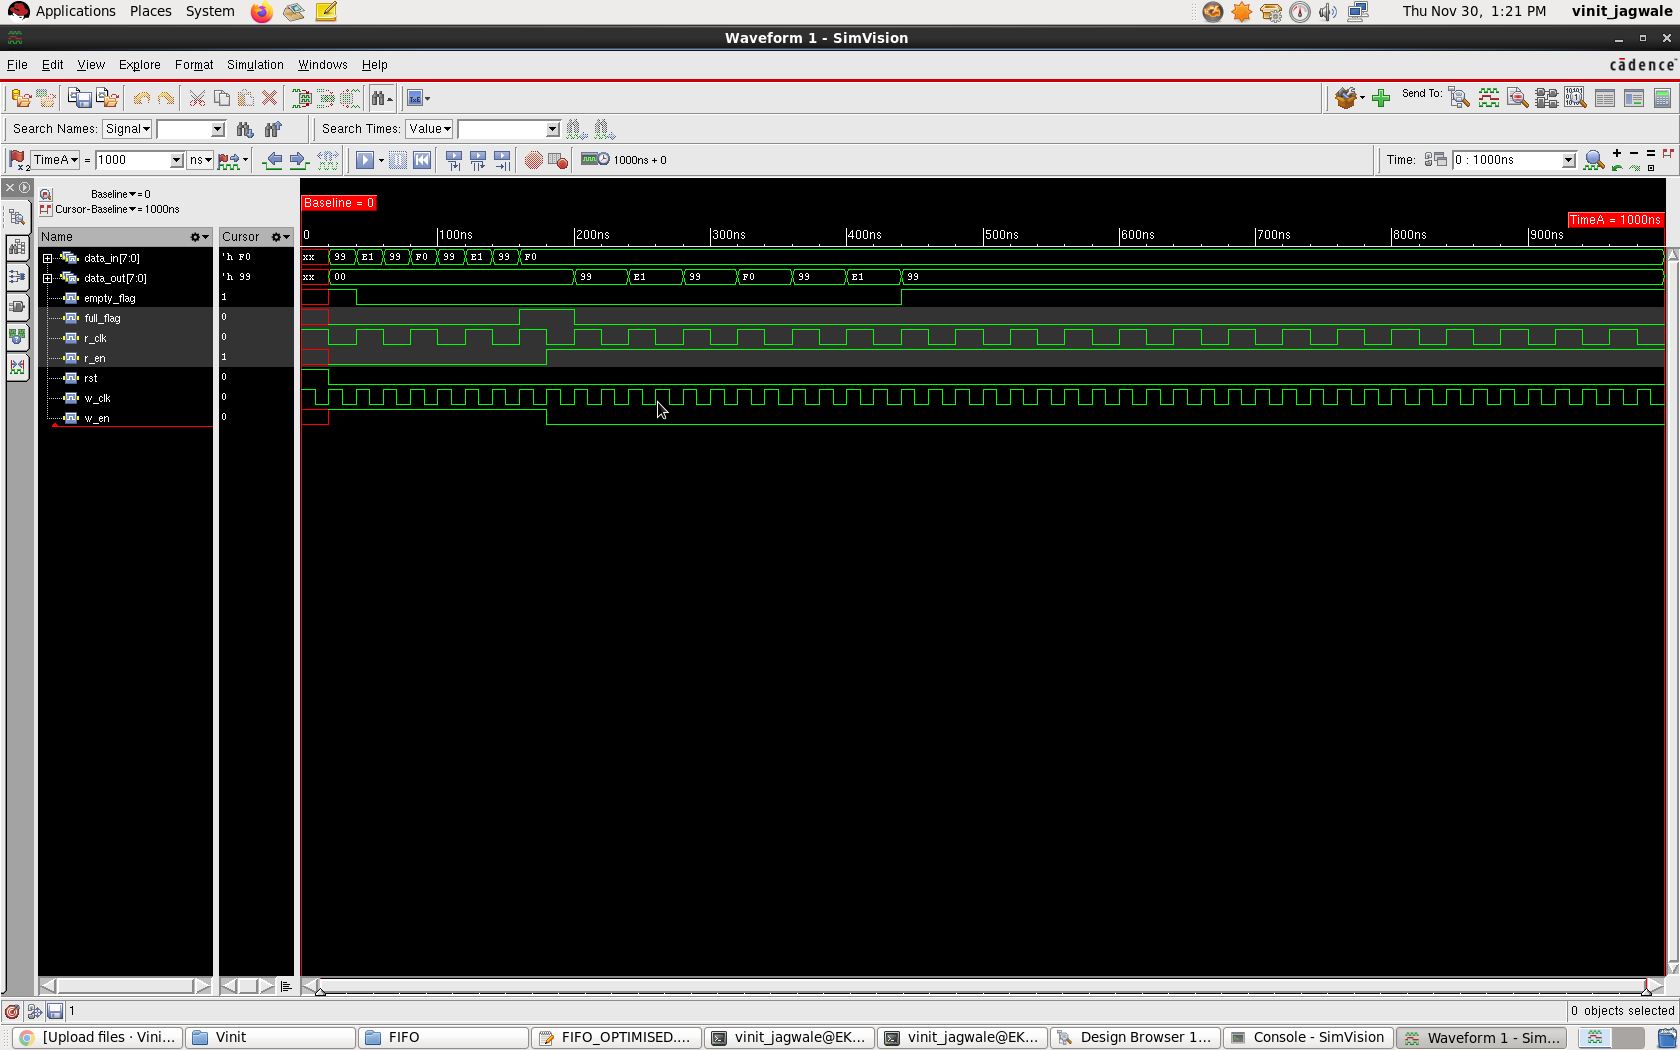 Applications Places System Thu Nov 30, 1:21 PM vinit_jagwale
Waveform 1 - SimVision
File Edit View Explore Format Simulation Windows Help cādence
Send To:
Search Names: Signal Search Times: Value
TimeA = 1000 ns 1000ns + 0 Time: 0 : 1000ns
Baseline = 0
Cursor-Baseline = 1000ns
Baseline = 0
TimeA = 1000ns
Name Cursor 0 100ns 200ns 300ns 400ns 500ns 600ns 700ns 800ns 900ns
data_in[7:0] 'h F0 xx 99 E1 99 F0 99 E1 99 F0
data_out[7:0] 'h 99 xx 00 99 E1 99 F0 99 E1 99
empty_flag 1
full_flag 0
r_clk 0
r_en 1
rst 0
w_clk 0
w_en 0
1 0 objects selected
[Upload files · Vini... Vinit FIFO FIFO_OPTIMISED.... vinit_jagwale@EK... vinit_jagwale@EK... Design Browser 1... Console - SimVision Waveform 1 - Sim...